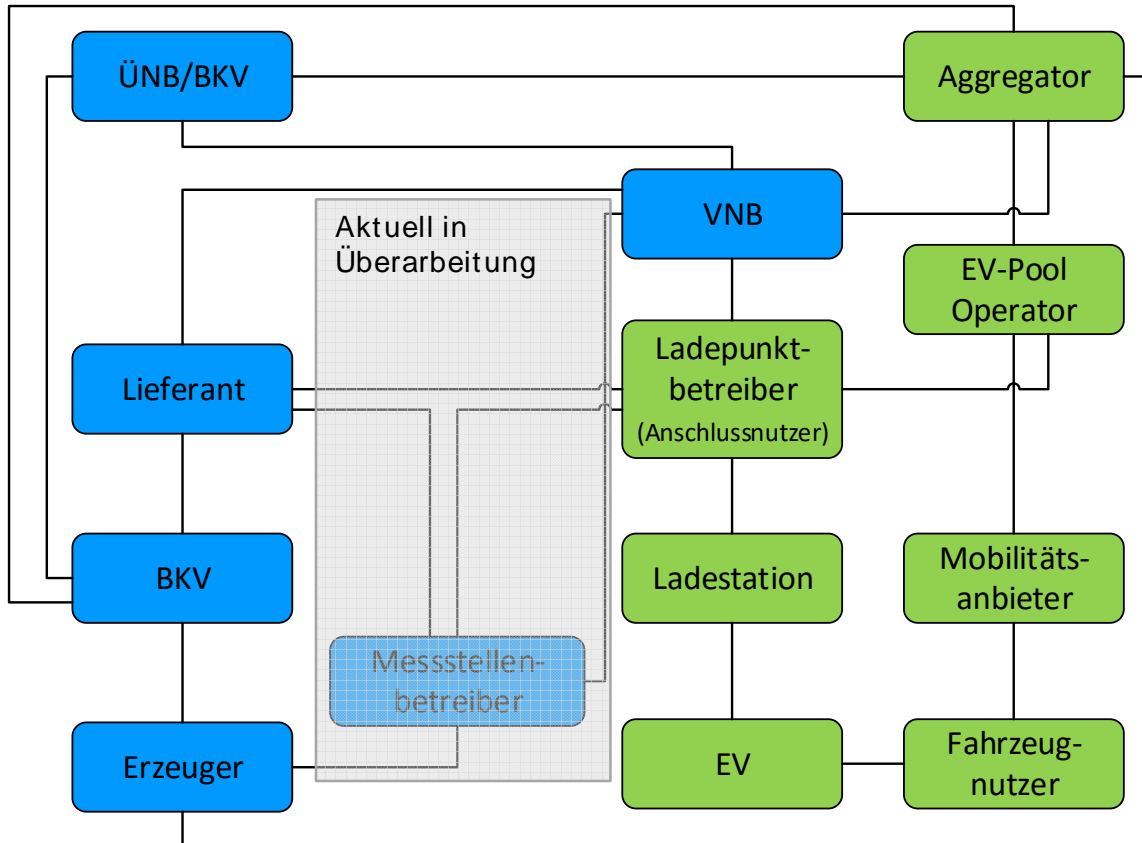 ÜNB/BKV
Aggregator
VNB
Aktuell in
Überarbeitung
EV-Pool
Operator
Lieferant
Ladepunkt-
betreiber
(Anschlussnutzer)
BKV
Ladestation
Mobilitäts-
anbieter
Messstellen-
betreiber
Erzeuger
EV
Fahrzeug-
nutzer